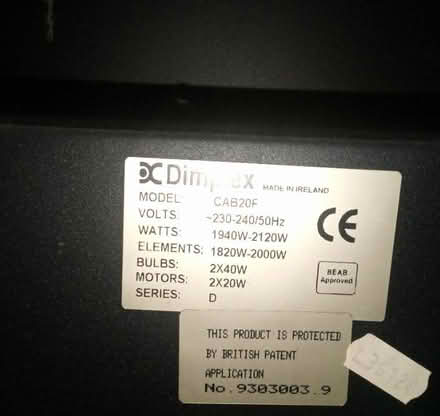 Dimplex
MADE IN IRELAND
MODEL: CAB20F
VOLTS: ~230-240/50Hz
WATTS: 1940W-2120W
ELEMENTS: 1820W-2000W
BULBS: 2X40W
MOTORS: 2X20W
SERIES: D
CE
BEAB
Approved
THIS PRODUCT IS PROTECTED
BY BRITISH PATENT
APPLICATION
No.9303003.9